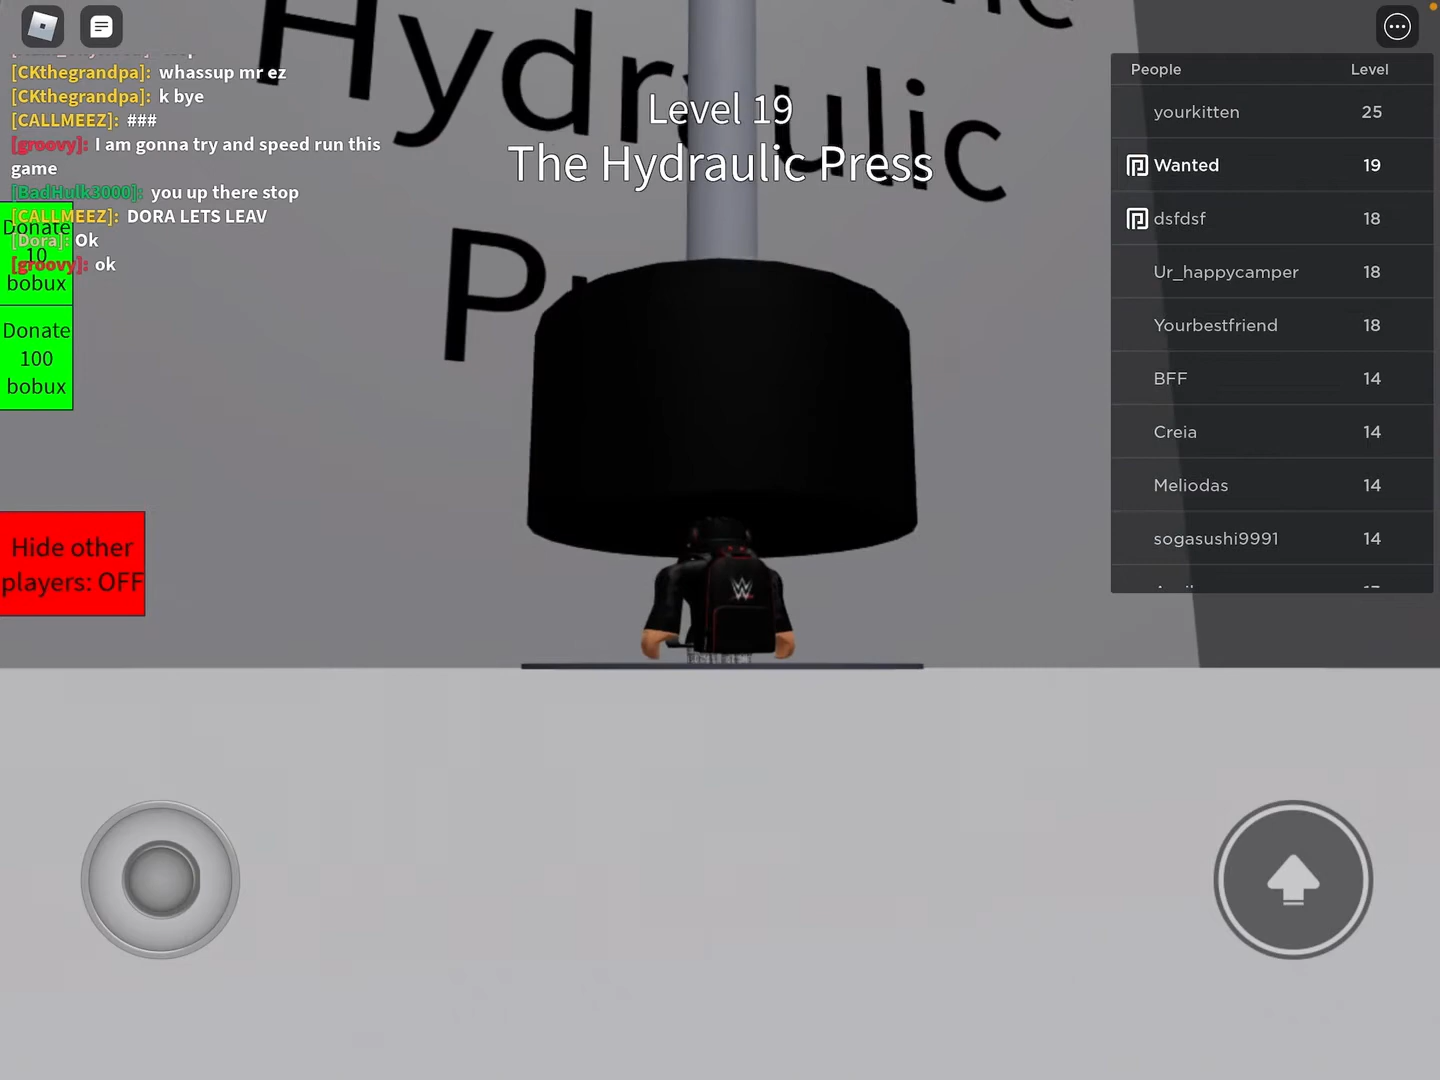 [CKthegrandpa]: whassup mr ez
[CKthegrandpa]: k bye
[CALLMEEZ]: ###
[groovy]: I am gonna try and speed run this
game
[BadHulk3000]: you up there stop
[CALLMEEZ]: DORA LETS LEAV
[Dora]: Ok
[groovy]: ok
Donate
10
bobux
Donate
100
bobux
Hide other
players: OFF
Hydraulic
Level 19
The Hydraulic Press
People Level
yourkitten 25
Wanted 19
dsfdsf 18
Ur_happycamper 18
Yourbestfriend 18
BFF 14
Creia 14
Meliodas 14
sogasushi9991 14